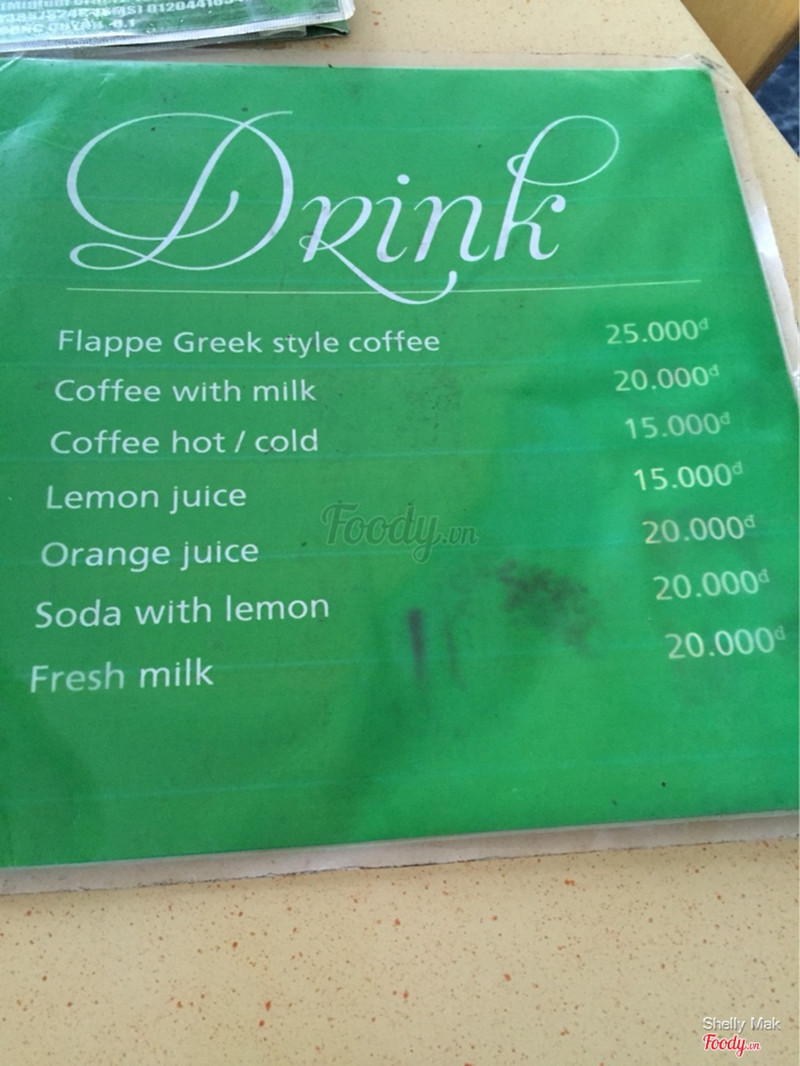 Drink
Flappe Greek style coffee 25.000đ
Coffee with milk 20.000đ
Coffee hot / cold 15.000đ
Lemon juice 15.000đ
Orange juice 20.000đ
Soda with lemon 20.000đ
Fresh milk 20.000đ
Foody.vn
Shelly Mak
Foody.vn